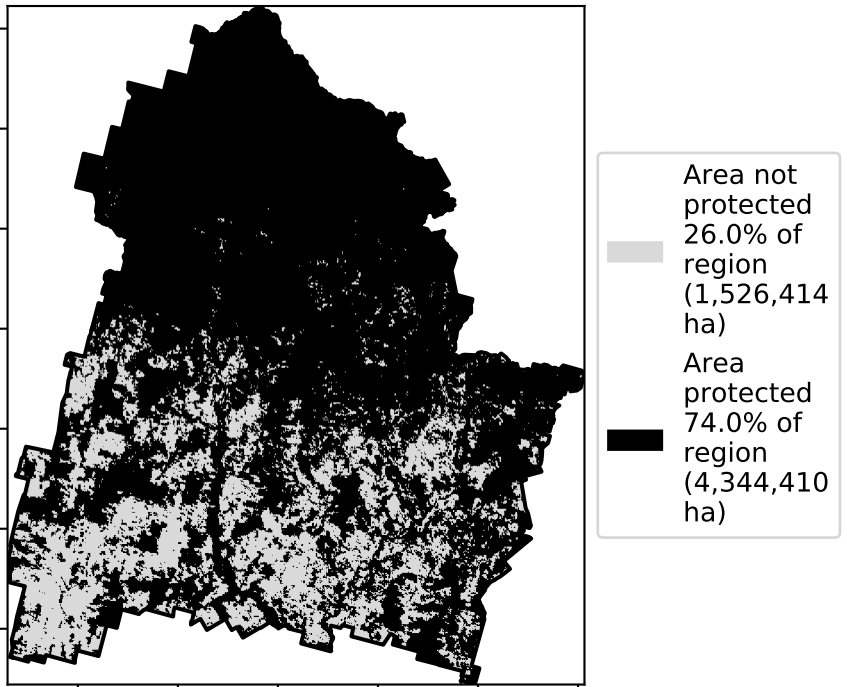 Area not
protected
26.0% of
region
(1,526,414
ha)
Area
protected
74.0% of
region
(4,344,410
ha)